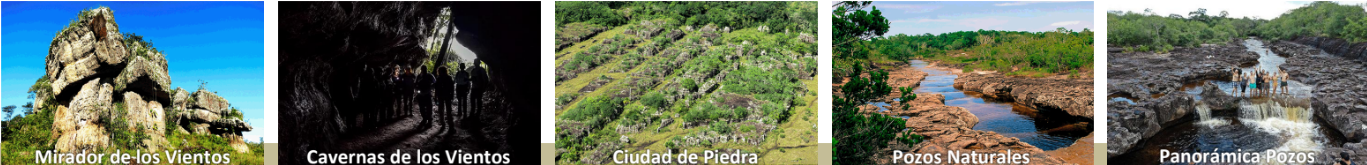 Mirador de los Vientos
Cavernas de los Vientos
Ciudad de Piedra
Pozos Naturales
Panorámica Pozos